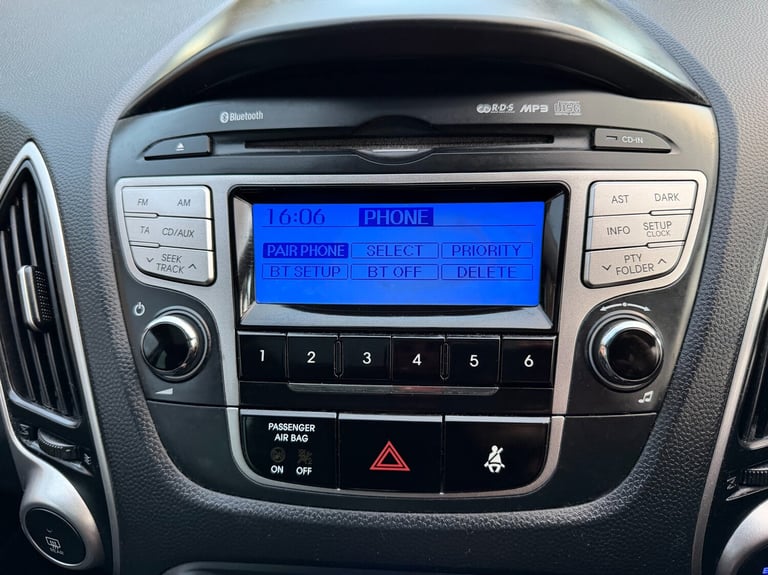 Bluetooth
R·D·S MP3 disc
CD-IN
FM AM
TA CD/AUX
SEEK
TRACK
AST DARK
INFO SETUP
CLOCK
PTY
FOLDER
16:06 PHONE
PAIR PHONE SELECT PRIORITY
BT SETUP BT OFF DELETE
1 2 3 4 5 6
PASSENGER
AIR BAG
ON OFF
REAR